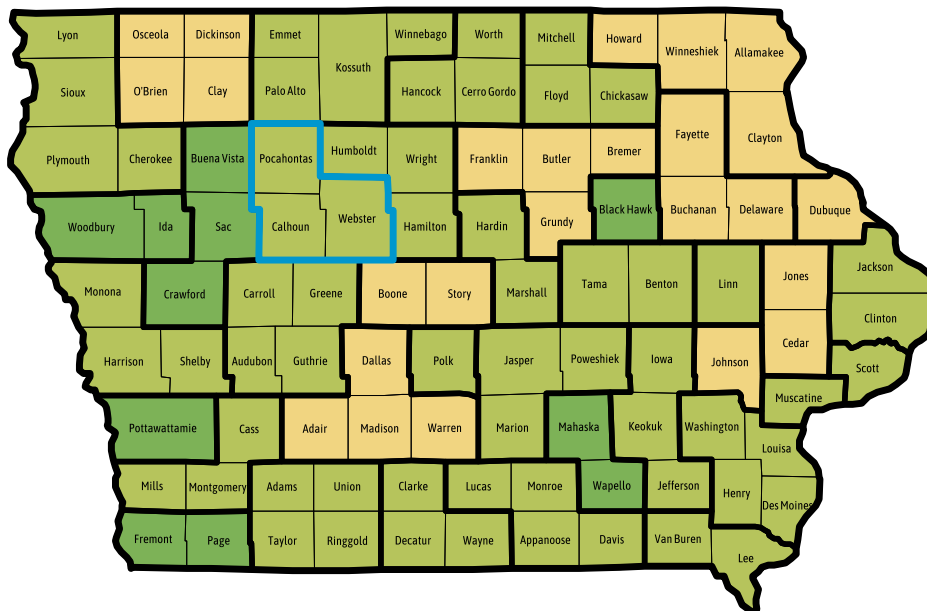 Lyon
Osceola
Dickinson
Emmet
Winnebago
Worth
Mitchell
Howard
Winneshiek
Allamakee
Kossuth
Sioux
O'Brien
Clay
Palo Alto
Hancock
Cerro Gordo
Floyd
Chickasaw
Fayette
Clayton
Plymouth
Cherokee
Buena Vista
Pocahontas
Humboldt
Wright
Franklin
Butler
Bremer
Woodbury
Ida
Sac
Calhoun
Webster
Hamilton
Hardin
Grundy
Black Hawk
Buchanan
Delaware
Dubuque
Monona
Crawford
Carroll
Greene
Boone
Story
Marshall
Tama
Benton
Linn
Jones
Jackson
Clinton
Harrison
Shelby
Audubon
Guthrie
Dallas
Polk
Jasper
Poweshiek
Iowa
Johnson
Cedar
Scott
Muscatine
Pottawattamie
Cass
Adair
Madison
Warren
Marion
Mahaska
Keokuk
Washington
Louisa
Mills
Montgomery
Adams
Union
Clarke
Lucas
Monroe
Wapello
Jefferson
Henry
Des Moines
Fremont
Page
Taylor
Ringgold
Decatur
Wayne
Appanoose
Davis
Van Buren
Lee